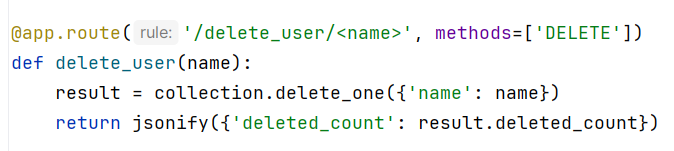 @app.route( rule: '/delete_user/<name>', methods=['DELETE'])
def delete_user(name):
    result = collection.delete_one({'name': name})
    return jsonify({'deleted_count': result.deleted_count})